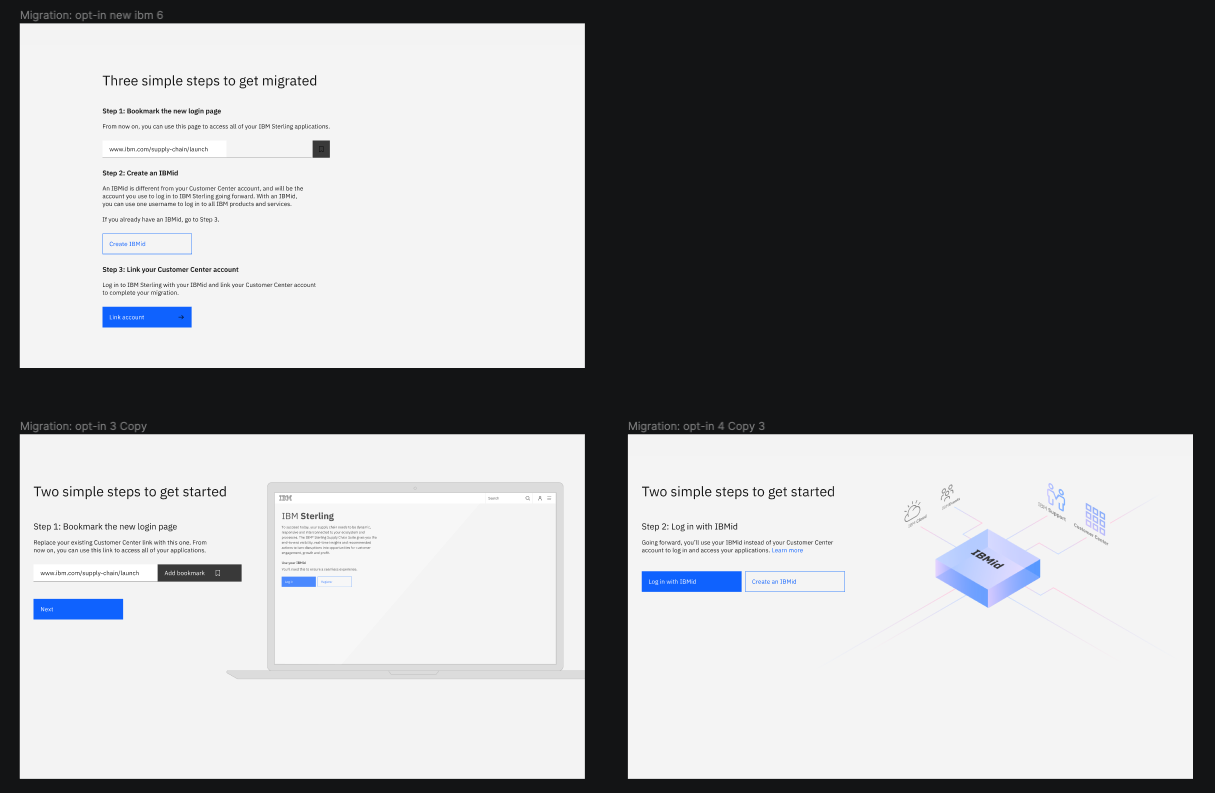 Migration: opt-in new ibm 6
Three simple steps to get migrated
Step 1: Bookmark the new login page
From now on, you can use this page to access all of your IBM Sterling applications.
www.ibm.com/supply-chain/launch
Step 2: Create an IBMid
An IBMid is different from your Customer Center account, and will be the
account you use to log in to IBM Sterling going forward. With an IBMid,
you can use one username to log in to all IBM products and services.
If you already have an IBMid, go to Step 3.
Create IBMid
Step 3: Link your Customer Center account
Log in to IBM Sterling with your IBMid and link your Customer Center account
to complete your migration.
Link account
Migration: opt-in 3 Copy
Two simple steps to get started
Step 1: Bookmark the new login page
Replace your existing Customer Center link with this one. From
now on, you can use this link to access all of your applications.
www.ibm.com/supply-chain/launch
Add bookmark
Next
IBM
Search
IBM Sterling
Use your IBMid
Log in
Register
Migration: opt-in 4 Copy 3
Two simple steps to get started
Step 2: Log in with IBMid
Going forward, you'll use your IBMid instead of your Customer Center
account to log in and access your applications. Learn more
Log in with IBMid
Create an IBMid
IBM Cloud
IBM Support
Customer Center
IBMid